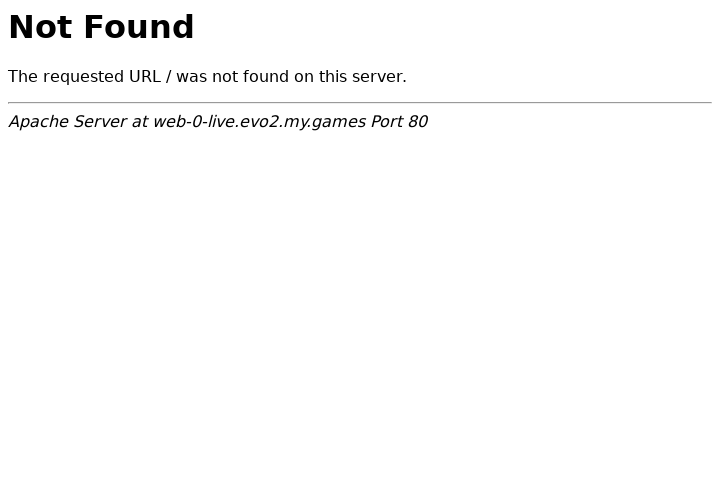 Not Found
The requested URL / was not found on this server.
Apache Server at web-0-live.evo2.my.games Port 80